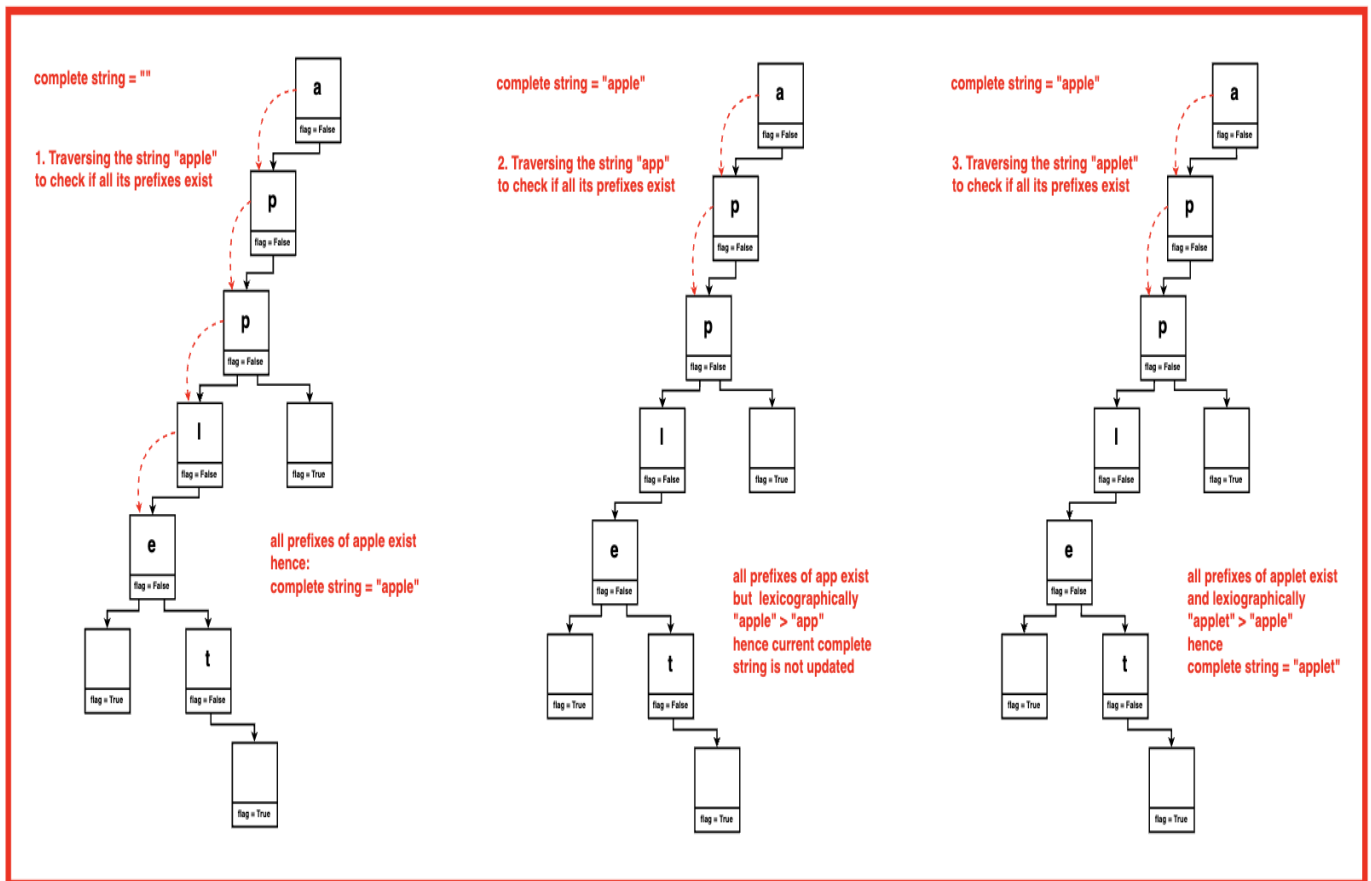 complete string = ""
1. Traversing the string "apple"
to check if all its prefixes exist
a
flag = False
p
flag = False
p
flag = False
l
flag = False
flag = True
e
flag = False
all prefixes of apple exist
hence:
complete string = "apple"
flag = True
t
flag = False
flag = True
complete string = "apple"
2. Traversing the string "app"
to check if all its prefixes exist
a
flag = False
p
flag = False
p
flag = False
l
flag = False
flag = True
e
flag = False
all prefixes of app exist
but lexicographically
"apple" > "app"
hence current complete
string is not updated
flag = True
t
flag = False
flag = True
complete string = "apple"
3. Traversing the string "applet"
to check if all its prefixes exist
a
flag = False
p
flag = False
p
flag = False
l
flag = False
flag = True
e
flag = False
all prefixes of applet exist
and lexiographically
"applet" > "apple"
hence
complete string = "applet"
flag = True
t
flag = False
flag = True